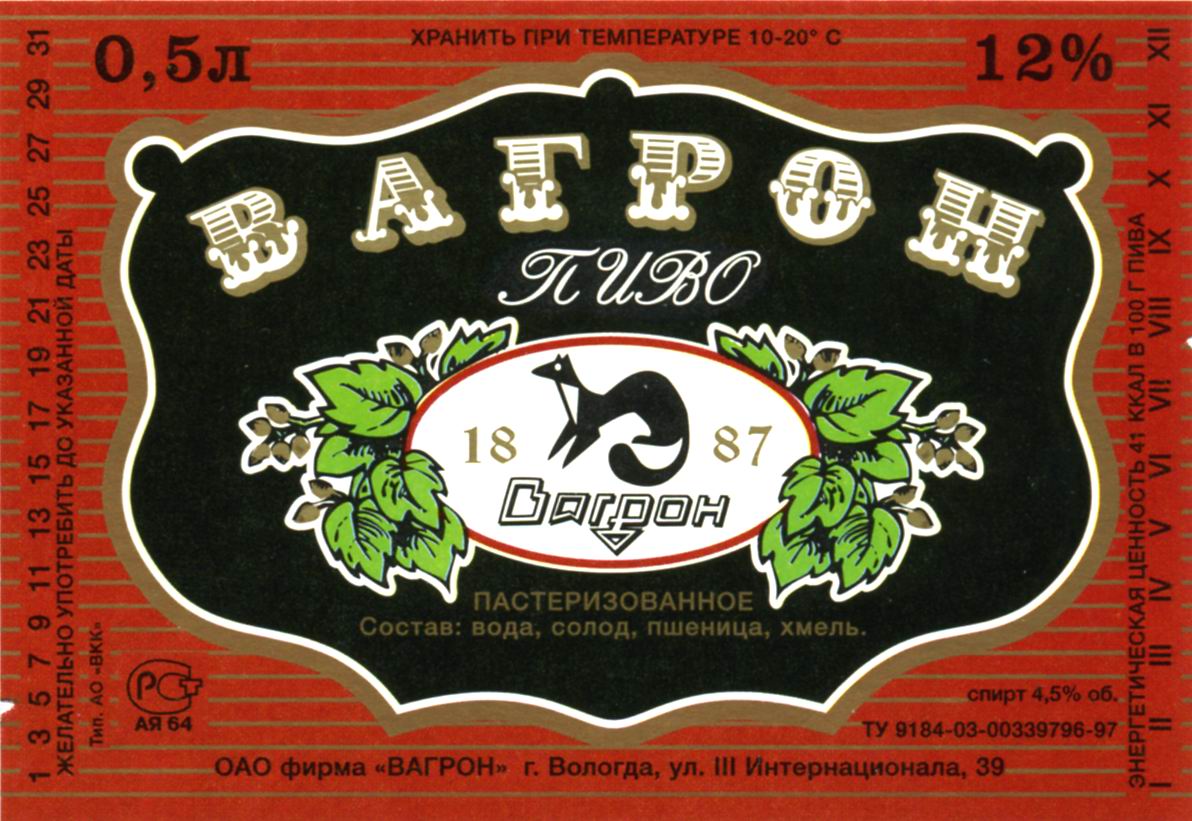 0,5л
ХРАНИТЬ ПРИ ТЕМПЕРАТУРЕ 10-20° С
12%
ВАГРОН
ПИВО
18 87
Вагрон
ПАСТЕРИЗОВАННОЕ
Состав: вода, солод, пшеница, хмель.
1 3 5 7 9 11 13 15 17 19 21 23 25 27 29 31
ЖЕЛАТЕЛЬНО УПОТРЕБИТЬ ДО УКАЗАННОЙ ДАТЫ
Тип. АО «ВКК»
РСТ
АЯ 64
спирт 4,5% об.
ТУ 9184-03-00339796-97
ЭНЕРГЕТИЧЕСКАЯ ЦЕННОСТЬ 41 ККАЛ В 100 Г ПИВА
I II III IV V VI VII VIII IX X XI XII
ОАО фирма «ВАГРОН» г. Вологда, ул. III Интернационала, 39